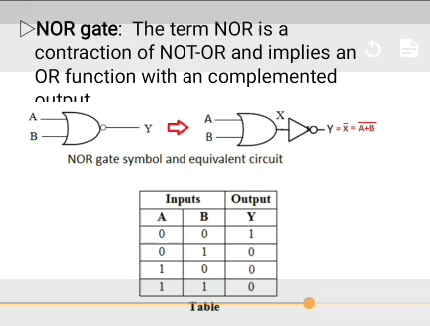 ▷NOR gate: The term NOR is a
contraction of NOT-OR and implies an
OR function with an complemented
output
A
B
Y
A
B
X
Y = X̄ = A̅+̅B̅
NOR gate symbol and equivalent circuit
Inputs Output
A B Y
0 0 1
0 1 0
1 0 0
1 1 0
Table